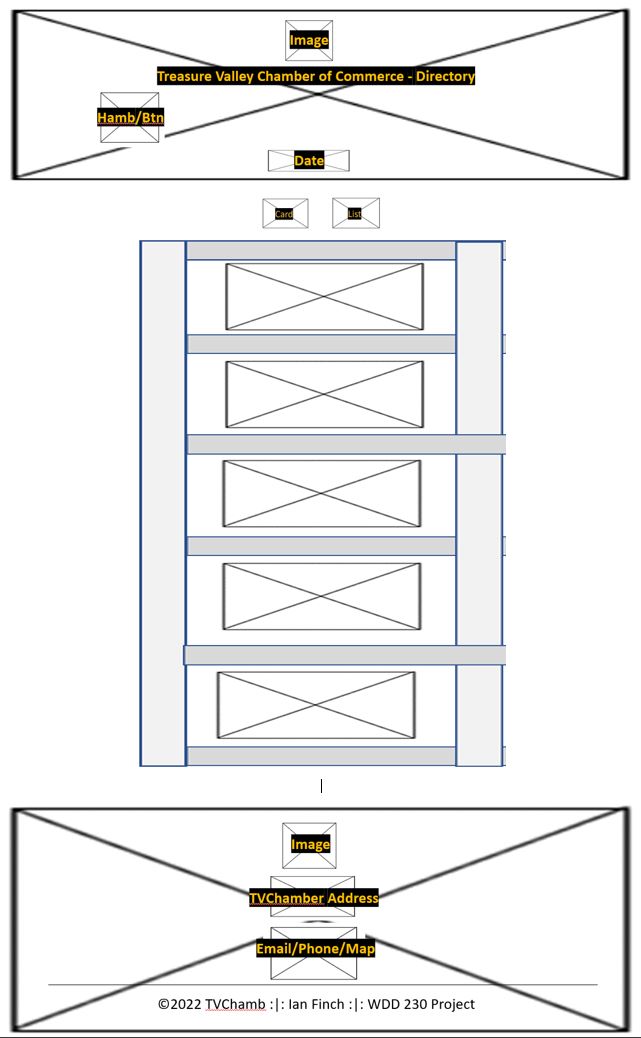 Image
Treasure Valley Chamber of Commerce - Directory
Hamb/Btn
Date
Card List
Image
TVChamber Address
Email/Phone/Map
©2022 TVChamb :|: Ian Finch :|: WDD 230 Project